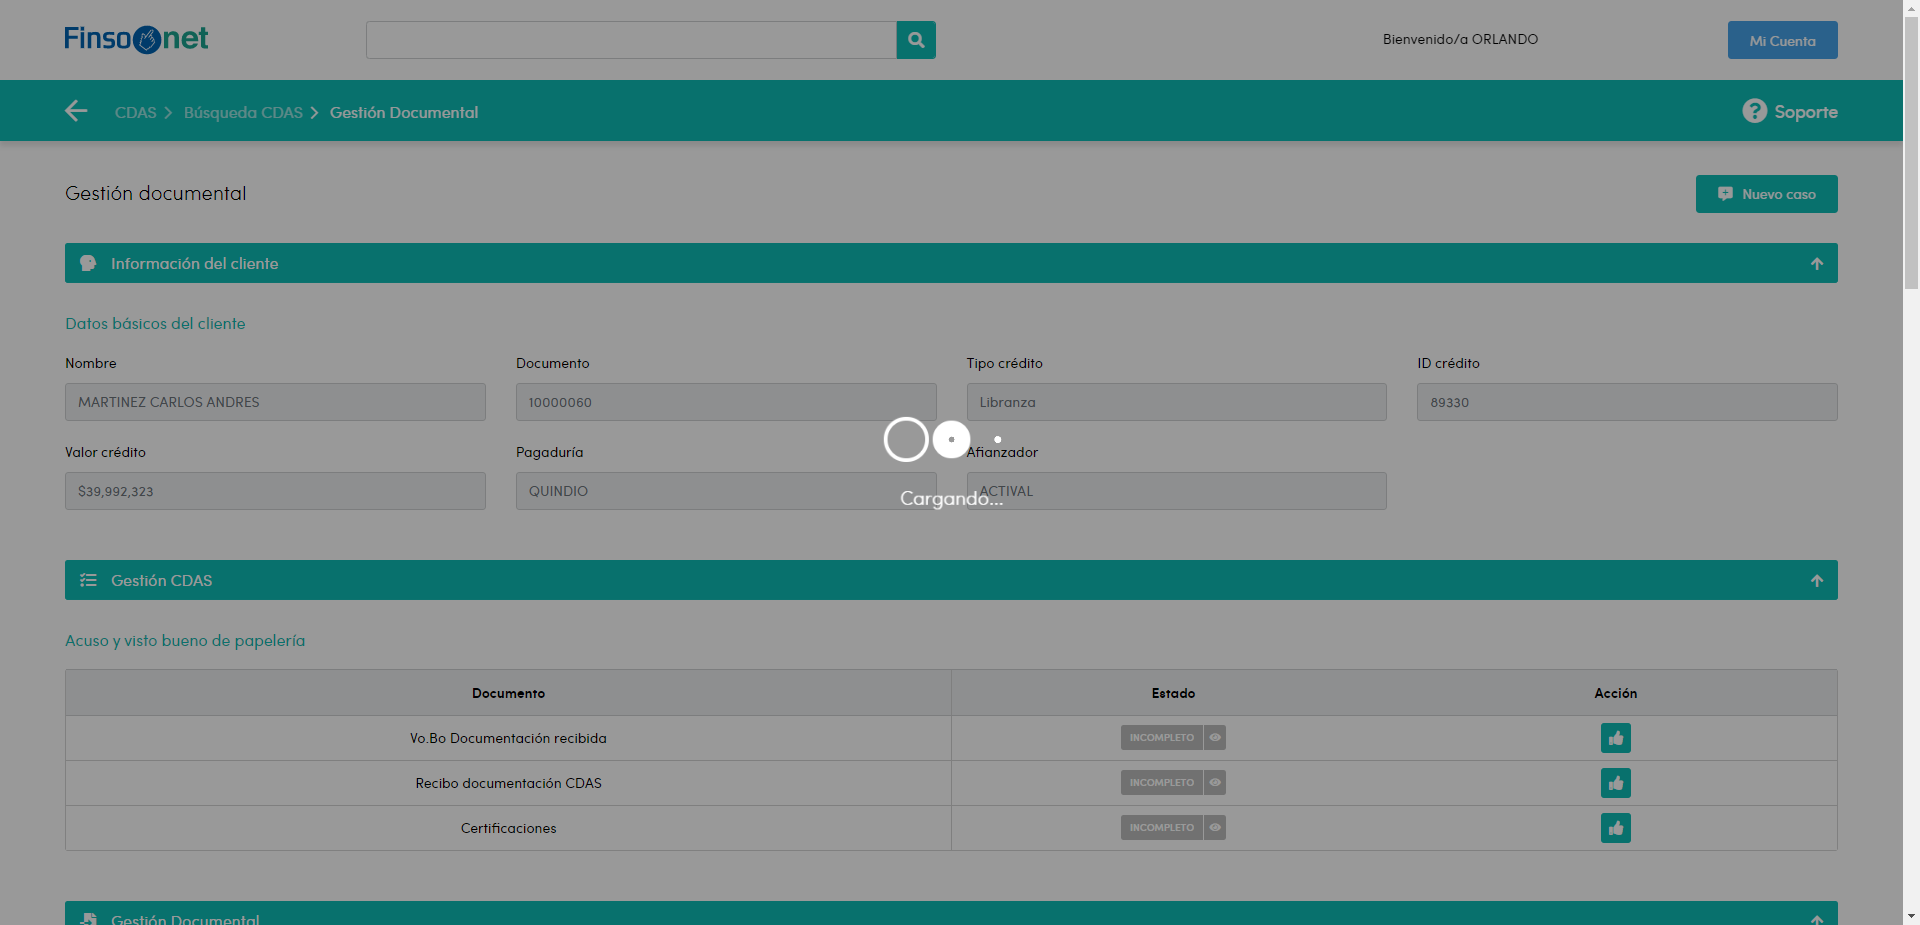 Finsonet
Bienvenido/a ORLANDO
Mi Cuenta
CDAS > Búsqueda CDAS > Gestión Documental
Soporte
Gestión documental
Nuevo caso
Información del cliente
Datos básicos del cliente
Nombre Documento Tipo crédito ID crédito
MARTINEZ CARLOS ANDRES 10000060 Libranza 89330
Valor crédito Pagaduría Afianzador
$39,992,323 QUINDIO ACTIVAL
Cargando...
Gestión CDAS
Acuso y visto bueno de papelería
Documento Estado Acción
Vo.Bo Documentación recibida INCOMPLETO
Recibo documentación CDAS INCOMPLETO
Certificaciones INCOMPLETO
Gestión Documental